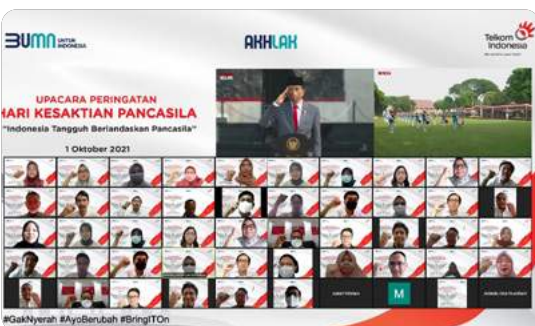 BUMN UNTUK INDONESIA
AKHLAK
Telkom Indonesia
UPACARA PERINGATAN
HARI KESAKTIAN PANCASILA
"Indonesia Tangguh Berlandaskan Pancasila"
1 Oktober 2021
M
#GakNyerah #AyoBerubah #BringITOn